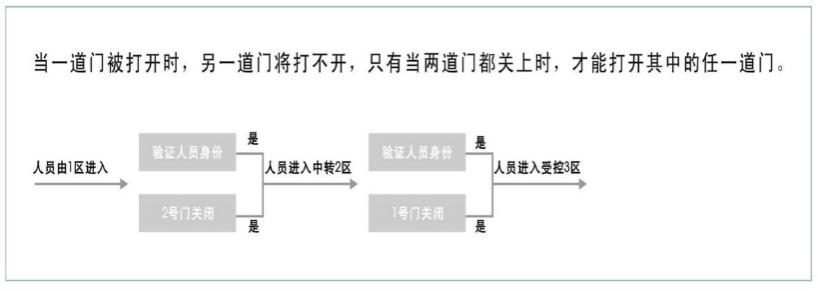 当一道门被打开时，另一道门将打不开，只有当两道门都关上时，才能打开其中的任一道门。
人员由1区进入
验证人员身份
是
2号门关闭
是
人员进入中转2区
验证人员身份
是
1号门关闭
是
人员进入受控3区